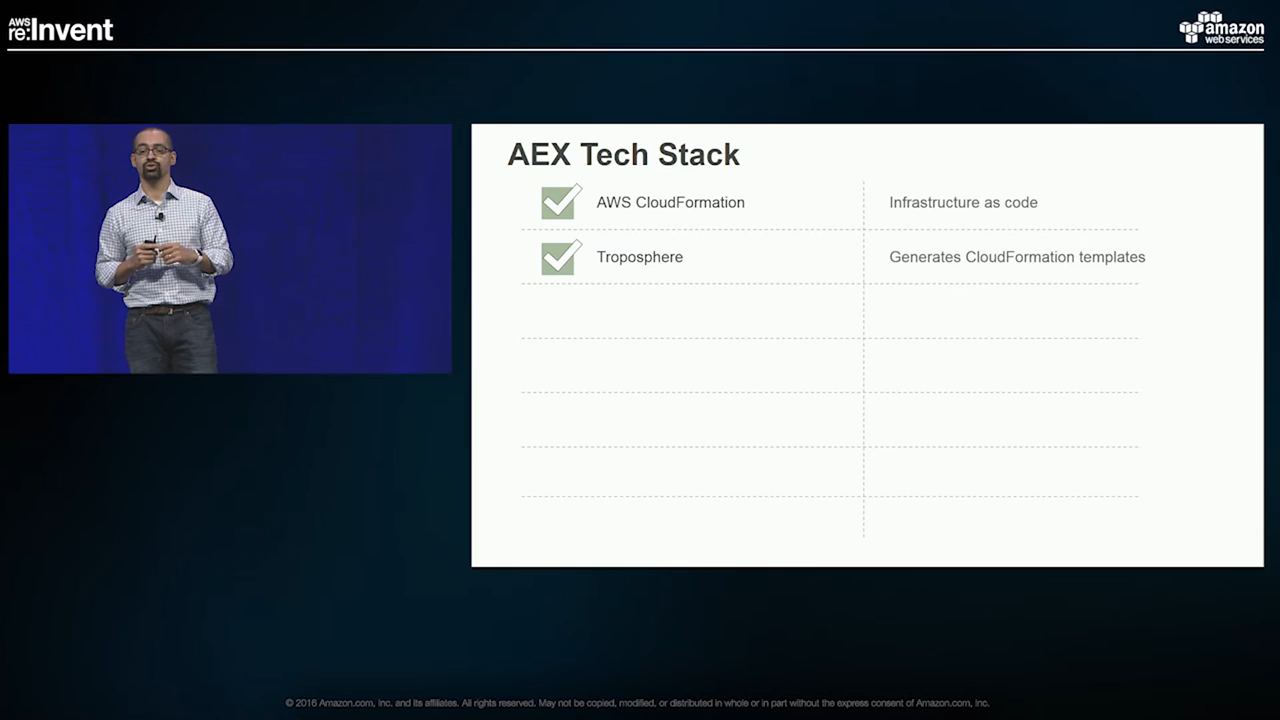 AWS
re:Invent
amazon
web services
AEX Tech Stack
AWS CloudFormation
Infrastructure as code
Troposphere
Generates CloudFormation templates
© 2016 Amazon.com, Inc. and its affiliates. All rights reserved. May not be copied, modified, or distributed in whole or in part without the express consent of Amazon.com, Inc.